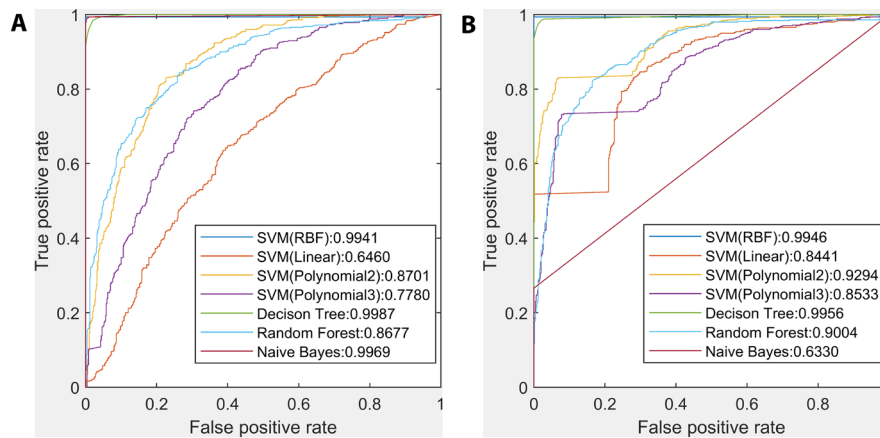 A
True positive rate
1
0.8
0.6
0.4
0.2
0
SVM(RBF):0.9941
SVM(Linear):0.6460
SVM(Polynomial2):0.8701
SVM(Polynomial3):0.7780
Decison Tree:0.9987
Random Forest:0.8677
Naive Bayes:0.9969
0 0.2 0.4 0.6 0.8 1
False positive rate
B
True positive rate
1
0.8
0.6
0.4
0.2
0
SVM(RBF):0.9946
SVM(Linear):0.8441
SVM(Polynomial2):0.9294
SVM(Polynomial3):0.8533
Decison Tree:0.9956
Random Forest:0.9004
Naive Bayes:0.6330
0 0.2 0.4 0.6 0.8
False positive rate